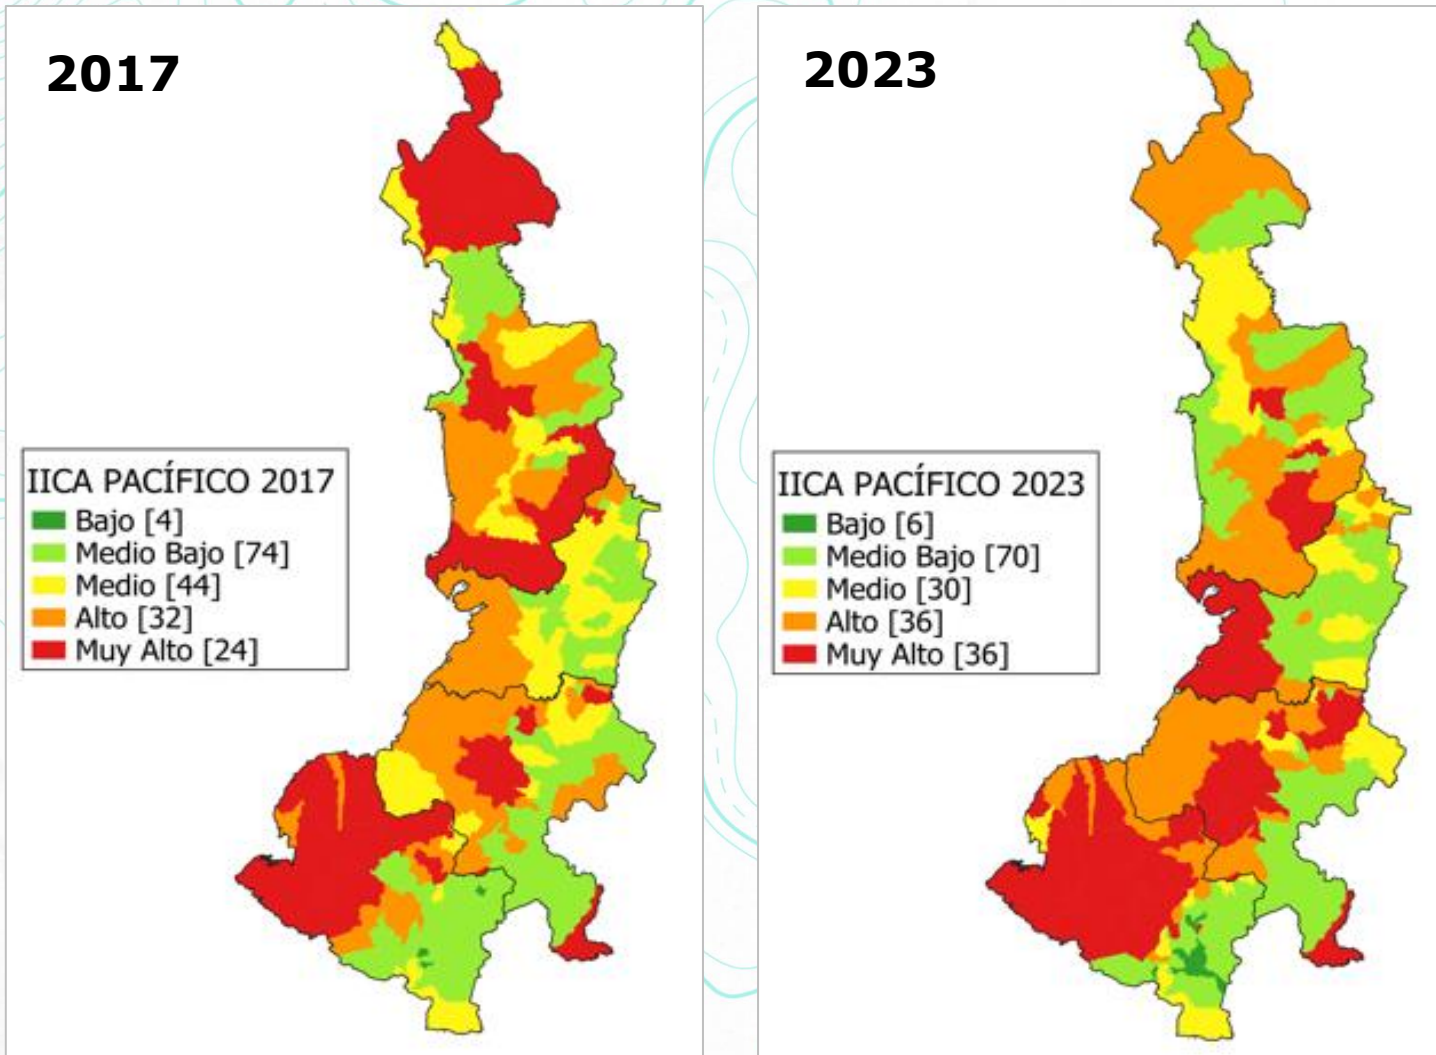 2017
IICA PACÍFICO 2017
Bajo [4]
Medio Bajo [74]
Medio [44]
Alto [32]
Muy Alto [24]
2023
IICA PACÍFICO 2023
Bajo [6]
Medio Bajo [70]
Medio [30]
Alto [36]
Muy Alto [36]